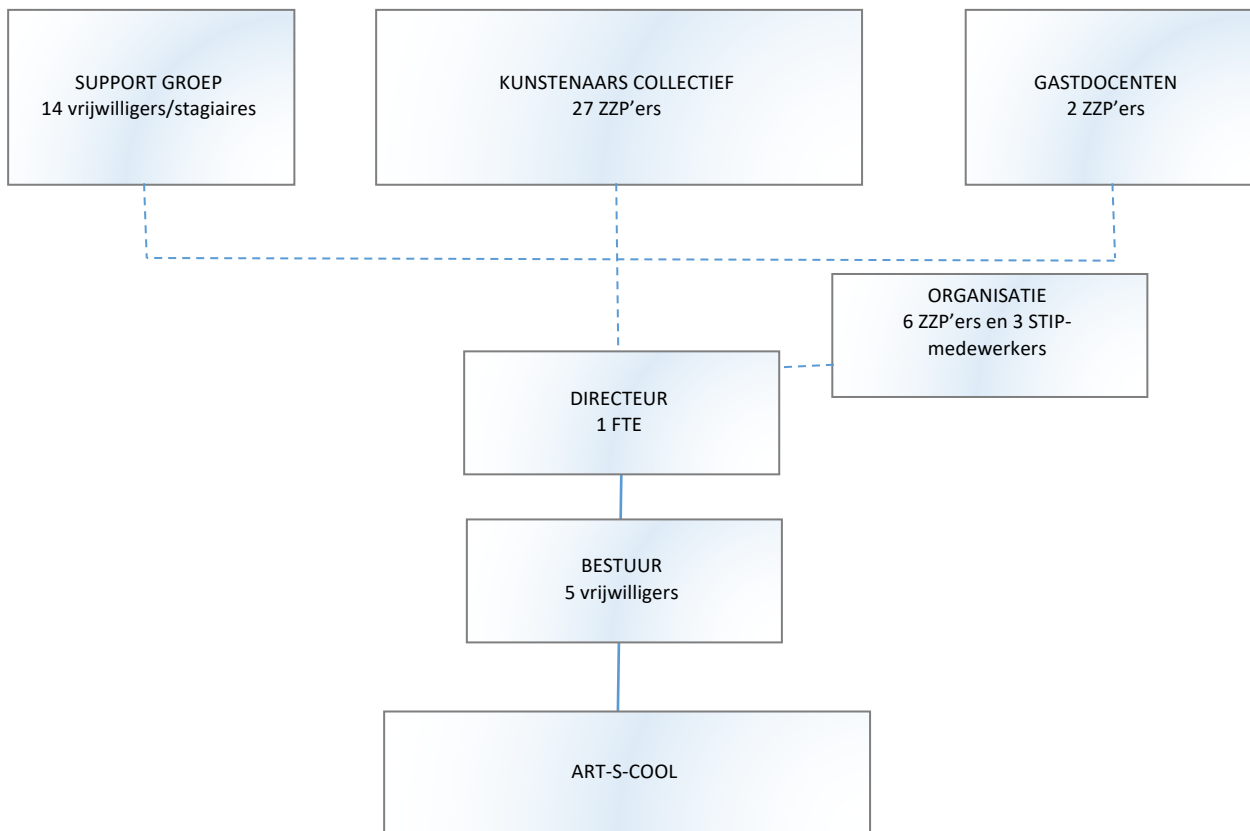 SUPPORT GROEP
14 vrijwilligers/stagiaires
KUNSTENAARS COLLECTIEF
27 ZZP’ers
GASTDOCENTEN
2 ZZP’ers
ORGANISATIE
6 ZZP’ers en 3 STIP-
medewerkers
DIRECTEUR
1 FTE
BESTUUR
5 vrijwilligers
ART-S-COOL